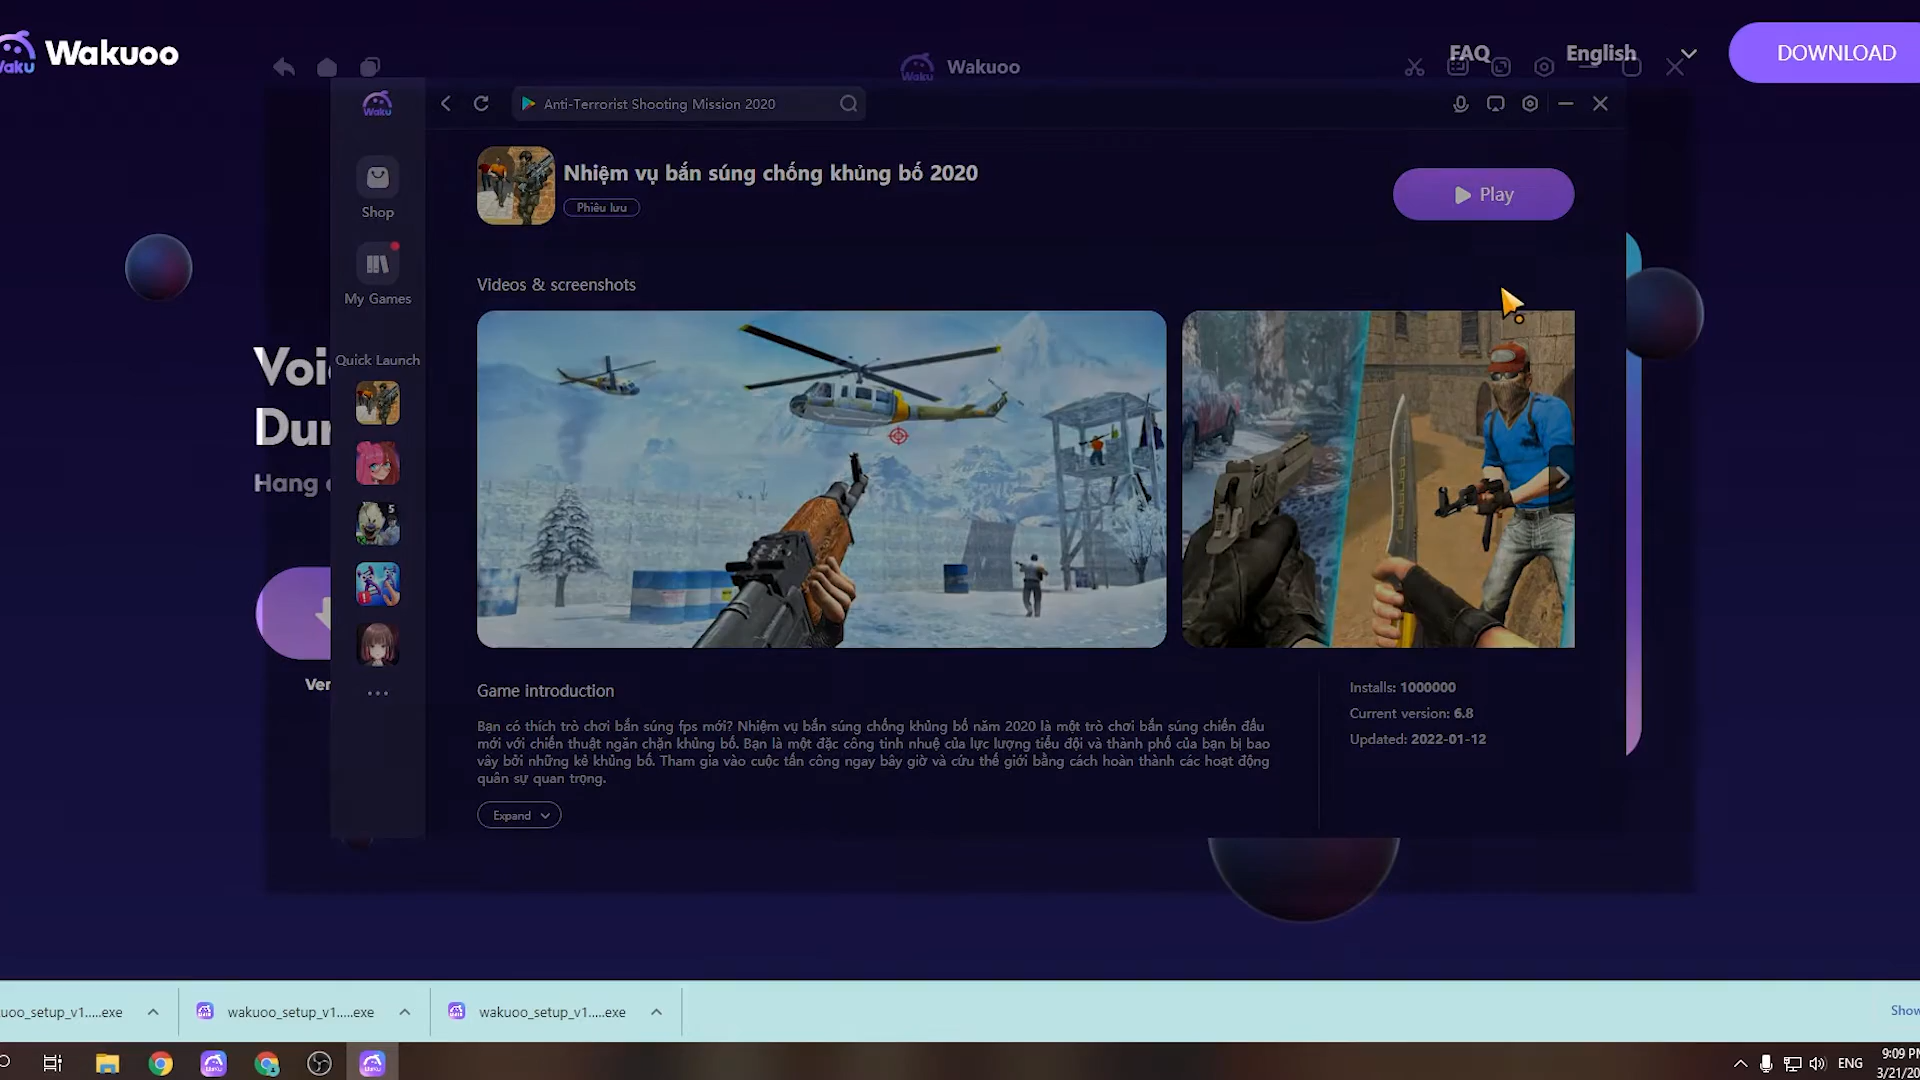 Wakuoo
Waku
Wakuoo
FAQ
English
DOWNLOAD
Waku
Anti-Terrorist Shooting Mission 2020
Nhiệm vụ bắn súng chống khủng bố 2020
Phiêu lưu
Play
Shop
My Games
Videos & screenshots
Quick Launch
5
Game introduction
Bạn có thích trò chơi bắn súng fps mới? Nhiệm vụ bắn súng chống khủng bố năm 2020 là một trò chơi bắn súng chiến đấu
mới với chiến thuật ngăn chặn khủng bố. Bạn là một đặc công tinh nhuệ của lực lượng tiểu đội và thành phố của bạn bị bao
vây bởi những kẻ khủng bố. Tham gia vào cuộc tấn công ngay bây giờ và cứu thế giới bằng cách hoàn thành các hoạt động
quân sự quan trọng.
Expand
Installs: 1000000
Current version: 6.8
Updated: 2022-01-12
Voi
Dur
Hang
Ver
uoo_setup_v1.....exe
wakuoo_setup_v1.....exe
wakuoo_setup_v1.....exe
Show
ENG
9:09 PM
3/21/20